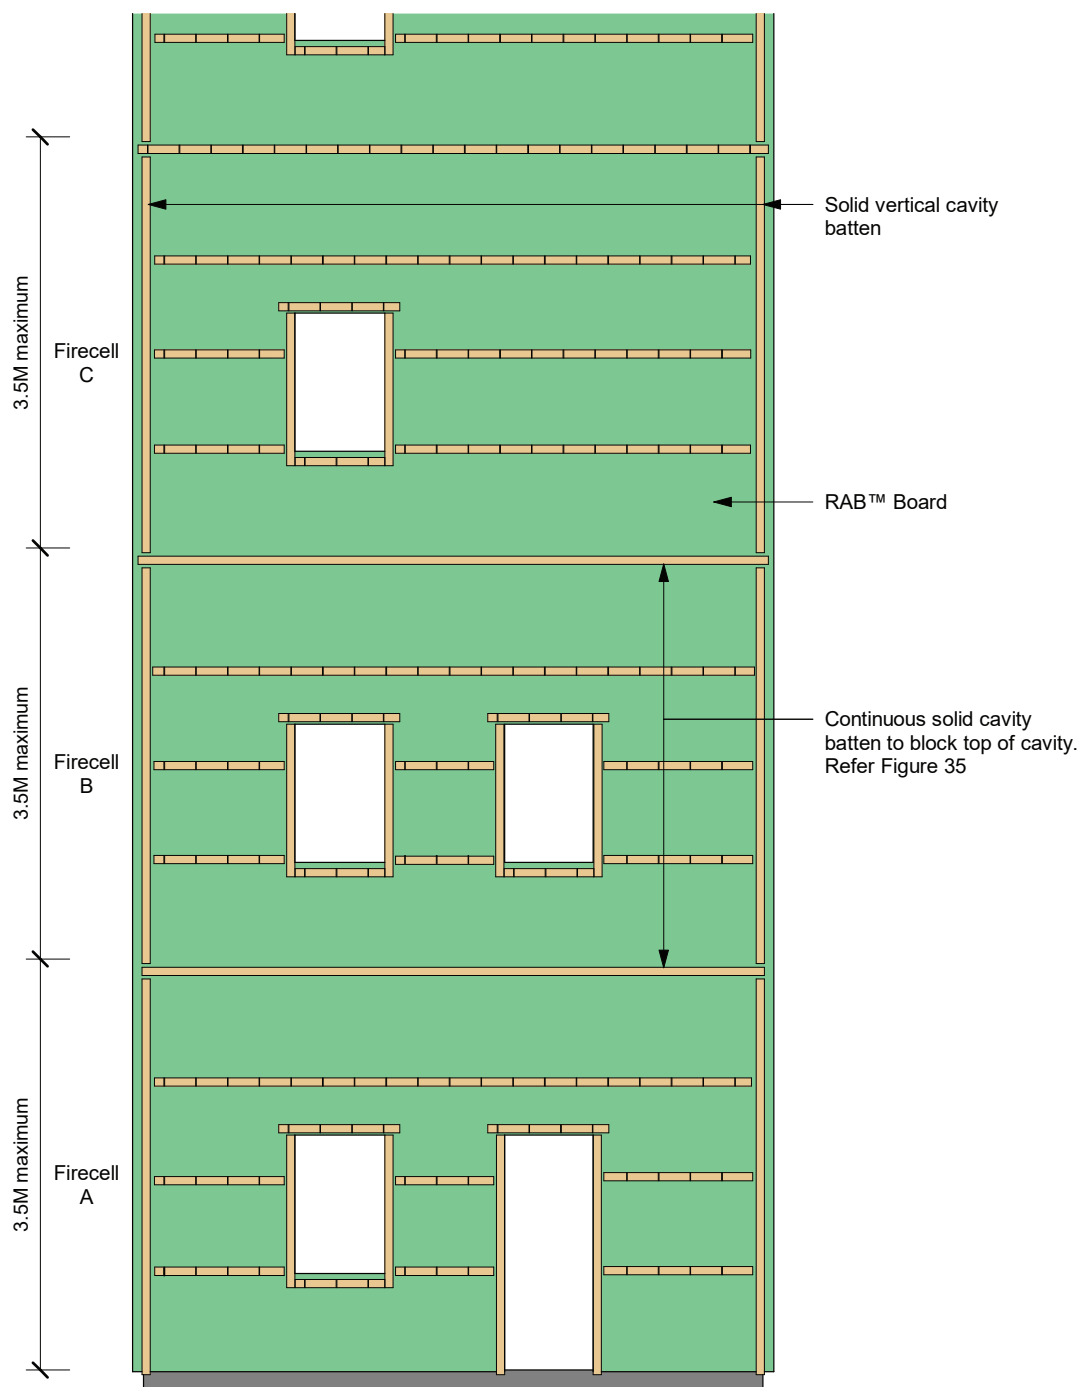 Solid vertical cavity
batten
3.5M maximum
Firecell
C
RAB™ Board
3.5M maximum
Firecell
B
Continuous solid cavity
batten to block top of cavity.
Refer Figure 35
3.5M maximum
Firecell
A